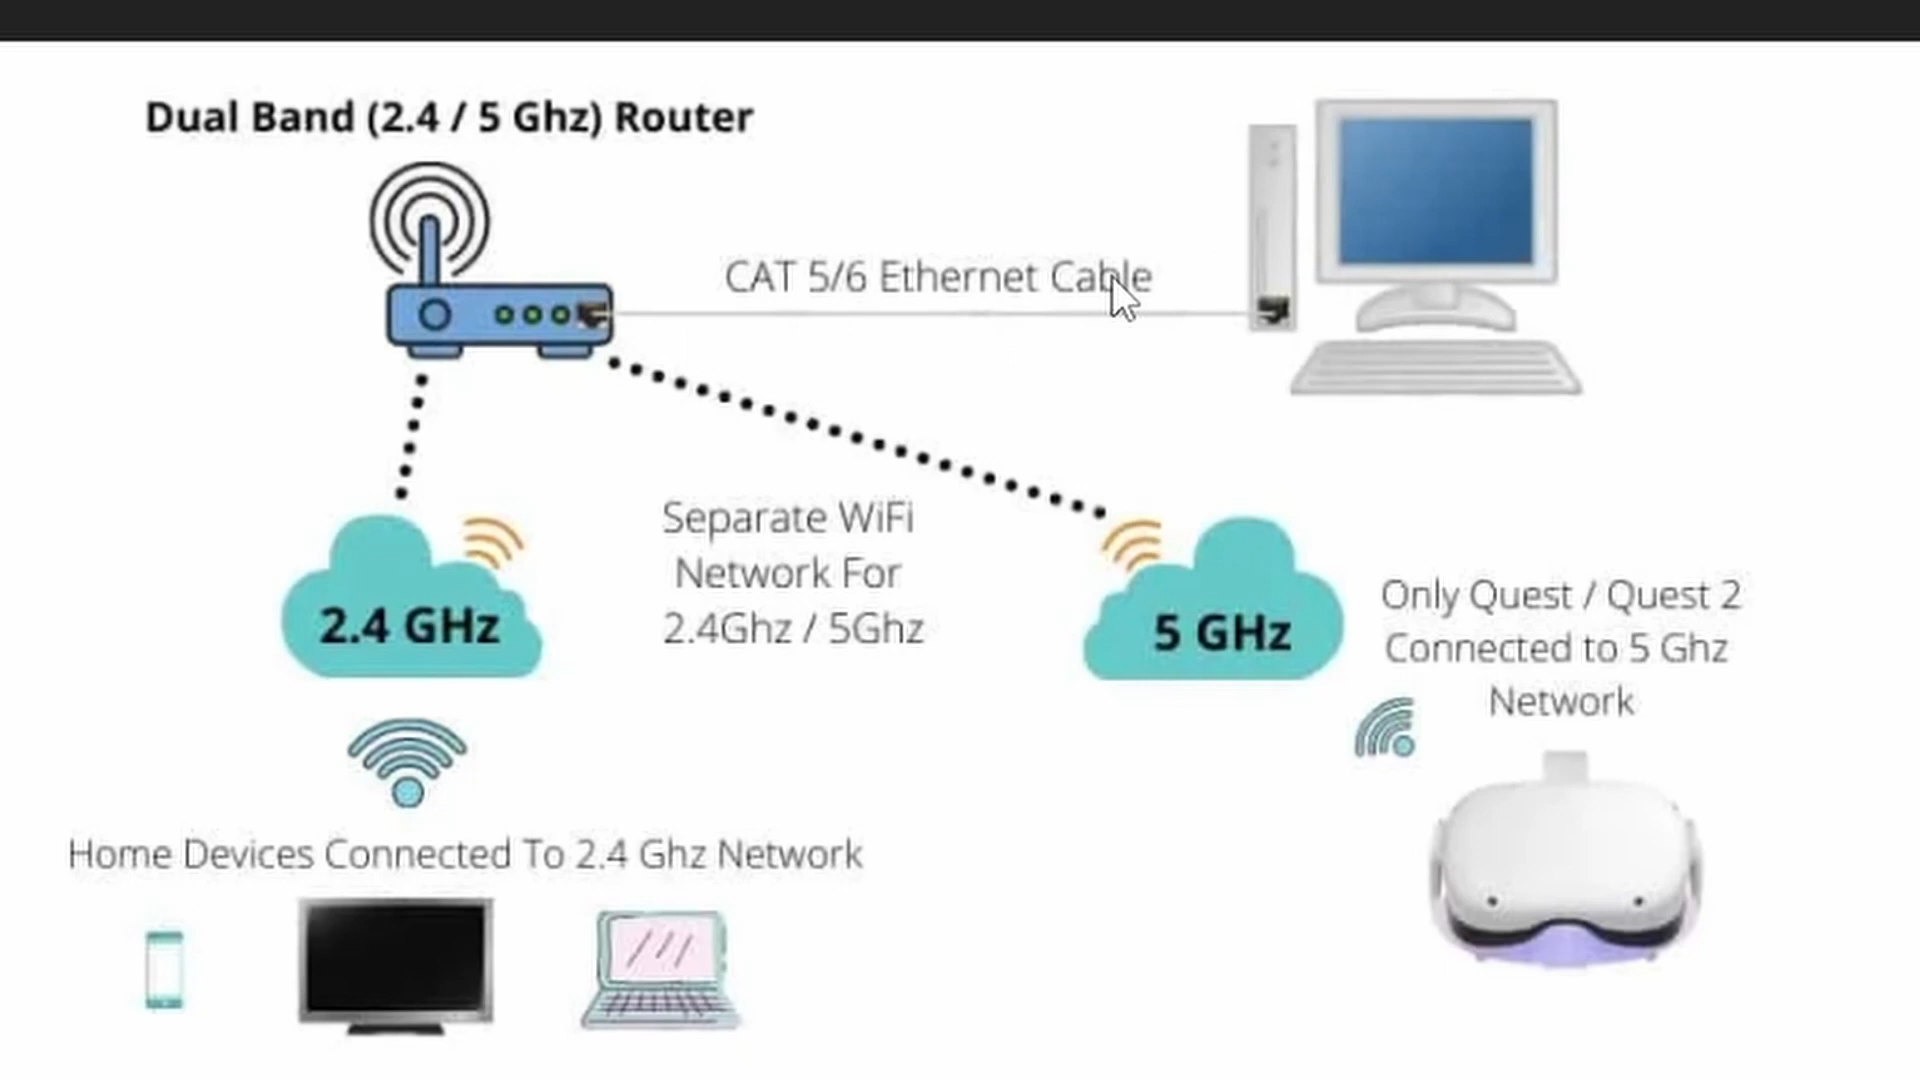 Dual Band (2.4 / 5 Ghz) Router
CAT 5/6 Ethernet Cable
Separate WiFi
Network For
2.4Ghz / 5Ghz
2.4 GHz
5 GHz
Only Quest / Quest 2
Connected to 5 Ghz
Network
Home Devices Connected To 2.4 Ghz Network